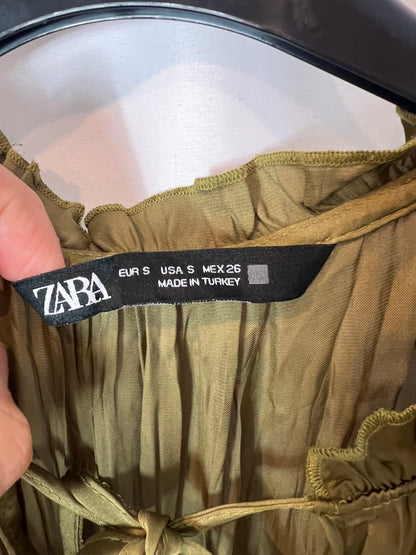 ZARA
EUR S USA S MEX 26
MADE IN TURKEY